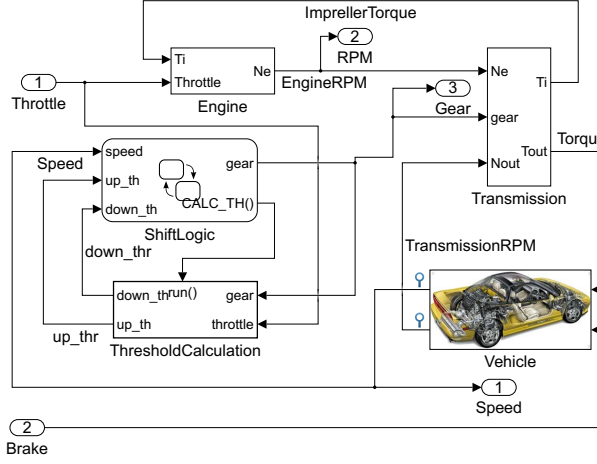 ImprellerTorque
2
RPM
Ti
Throttle
Ne
Engine
EngineRPM
1
Throttle
3
Gear
Ne
gear
Nout
Ti
Tout
Transmission
Torqu
Speed
speed
up_th
down_th
gear
CALC_TH()
ShiftLogic
down_thr
TransmissionRPM
down_th
run()
gear
up_th
throttle
up_thr
ThresholdCalculation
Vehicle
1
Speed
2
Brake